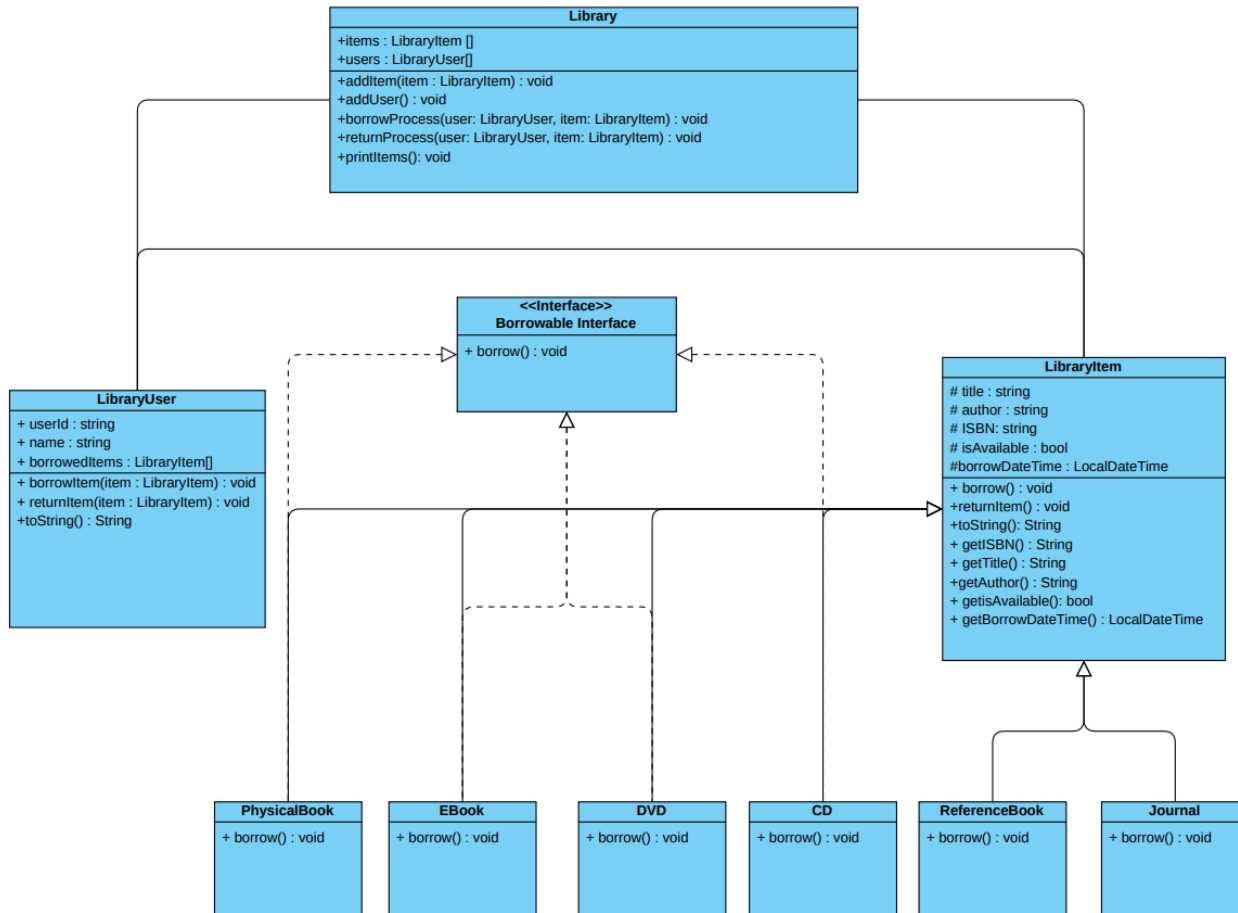 Library
+items : LibraryItem []
+users : LibraryUser[]
+addItem(item : LibraryItem) : void
+addUser() : void
+borrowProcess(user: LibraryUser, item: LibraryItem) : void
+returnProcess(user: LibraryUser, item: LibraryItem) : void
+printItems(): void
<<Interface>>
Borrowable Interface
+ borrow() : void
LibraryUser
+ userId : string
+ name : string
+ borrowedItems : LibraryItem[]
+ borrowItem(item : LibraryItem) : void
+ returnItem(item : LibraryItem) : void
+toString() : String
LibraryItem
# title : string
# author : string
# ISBN: string
# isAvailable : bool
#borrowDateTime : LocalDateTime
+ borrow() : void
+returnItem() : void
+toString(): String
+ getISBN() : String
+ getTitle() : String
+getAuthor() : String
+ getisAvailable(): bool
+ getBorrowDateTime() : LocalDateTime
PhysicalBook
+ borrow() : void
EBook
+ borrow() : void
DVD
+ borrow() : void
CD
+ borrow() : void
ReferenceBook
+ borrow() : void
Journal
+ borrow() : void